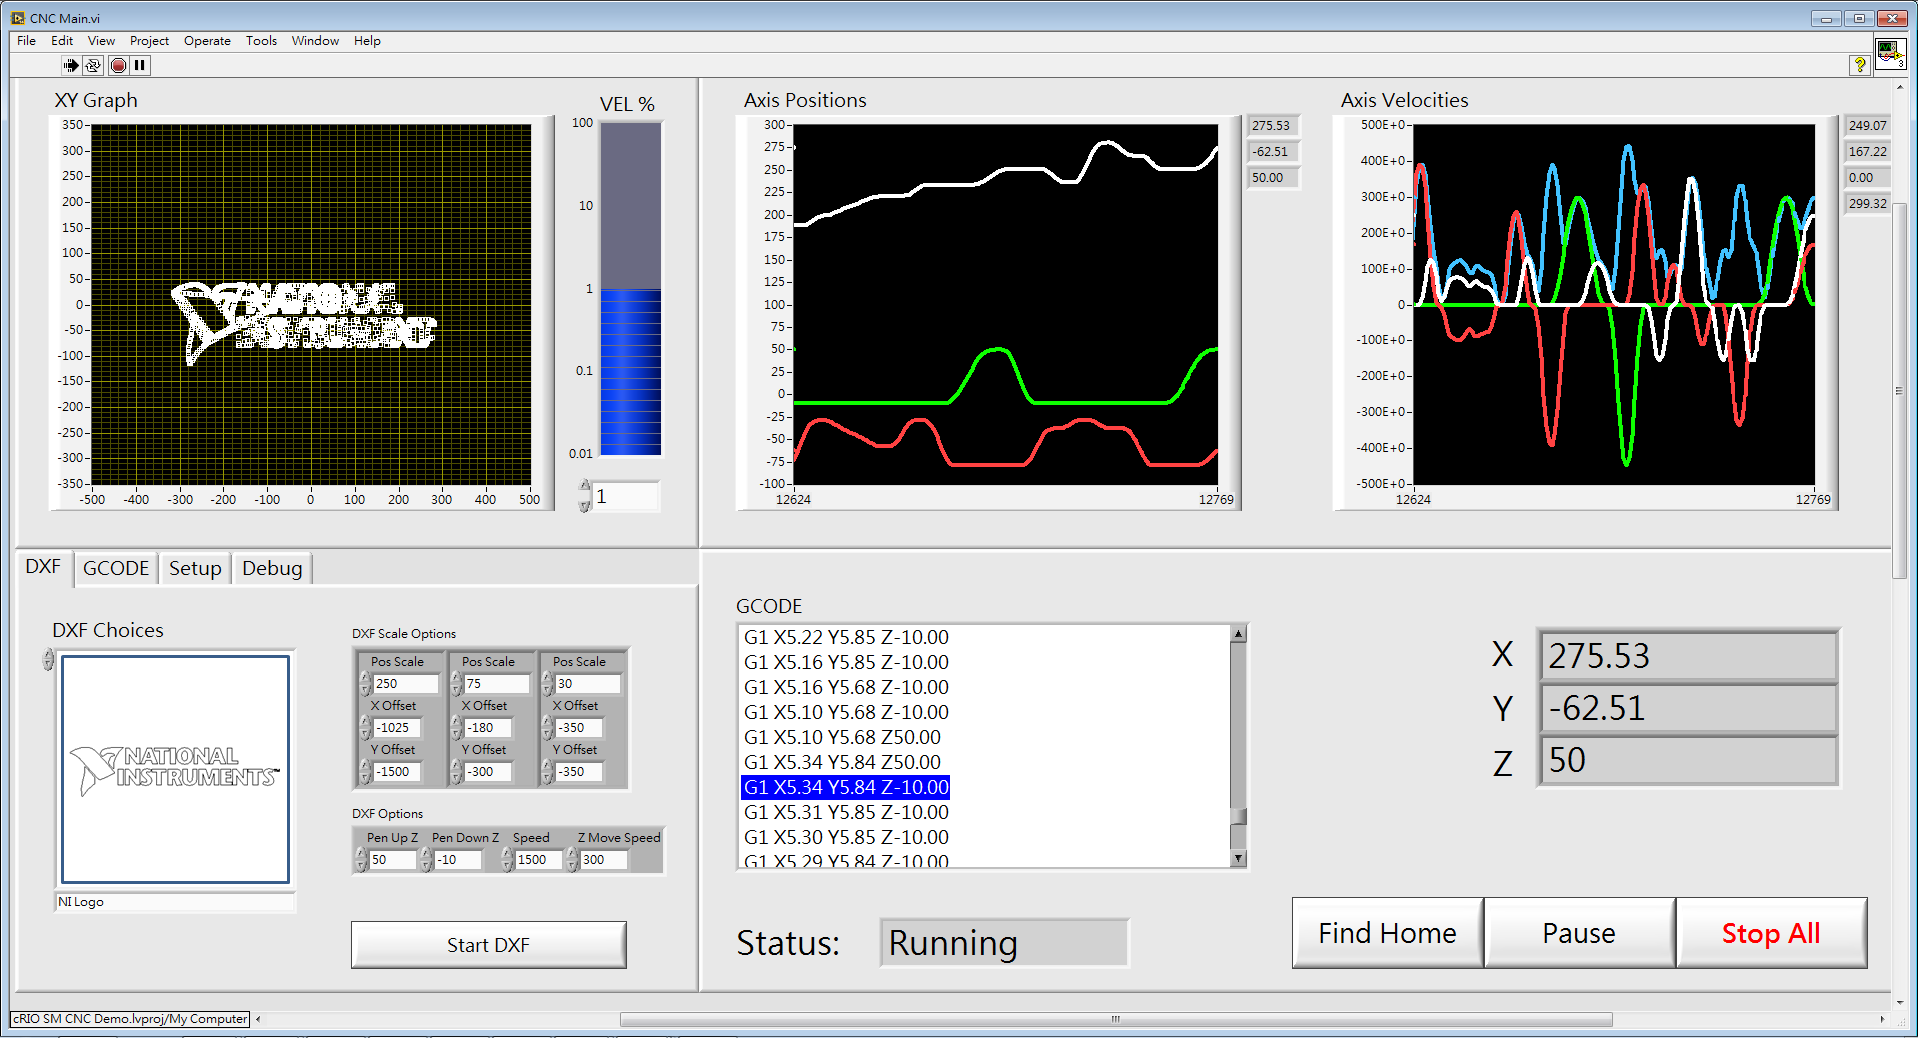 CNC Main.vi
File Edit View Project Operate Tools Window Help
3
XY Graph
350
300
250
200
150
100
50
0
-50
-100
-150
-200
-250
-300
-350
-500 -400 -300 -200 -100 0 100 200 300 400 500
VEL %
100
10
1
0.1
0.01
1
Axis Positions
300
275
250
225
200
175
150
125
100
75
50
25
0
-25
-50
-75
-100
12624 12769
275.53
-62.51
50.00
Axis Velocities
500E+0
400E+0
300E+0
200E+0
100E+0
0
-100E+0
-200E+0
-300E+0
-400E+0
-500E+0
12624 12769
249.07
167.22
0.00
299.32
DXF GCODE Setup Debug
DXF Choices
NATIONAL
INSTRUMENTS™
NI Logo
DXF Scale Options
Pos Scale Pos Scale Pos Scale
250 75 30
X Offset X Offset X Offset
-1025 -180 -350
Y Offset Y Offset Y Offset
-1500 -300 -350
DXF Options
Pen Up Z Pen Down Z Speed Z Move Speed
50 -10 1500 300
Start DXF
GCODE
G1 X5.22 Y5.85 Z-10.00
G1 X5.16 Y5.85 Z-10.00
G1 X5.16 Y5.68 Z-10.00
G1 X5.10 Y5.68 Z-10.00
G1 X5.10 Y5.68 Z50.00
G1 X5.34 Y5.84 Z50.00
G1 X5.34 Y5.84 Z-10.00
G1 X5.31 Y5.85 Z-10.00
G1 X5.30 Y5.85 Z-10.00
G1 X5.29 Y5.84 Z-10.00
X 275.53
Y -62.51
Z 50
Status: Running
Find Home Pause Stop All
cRIO SM CNC Demo.lvproj/My Computer